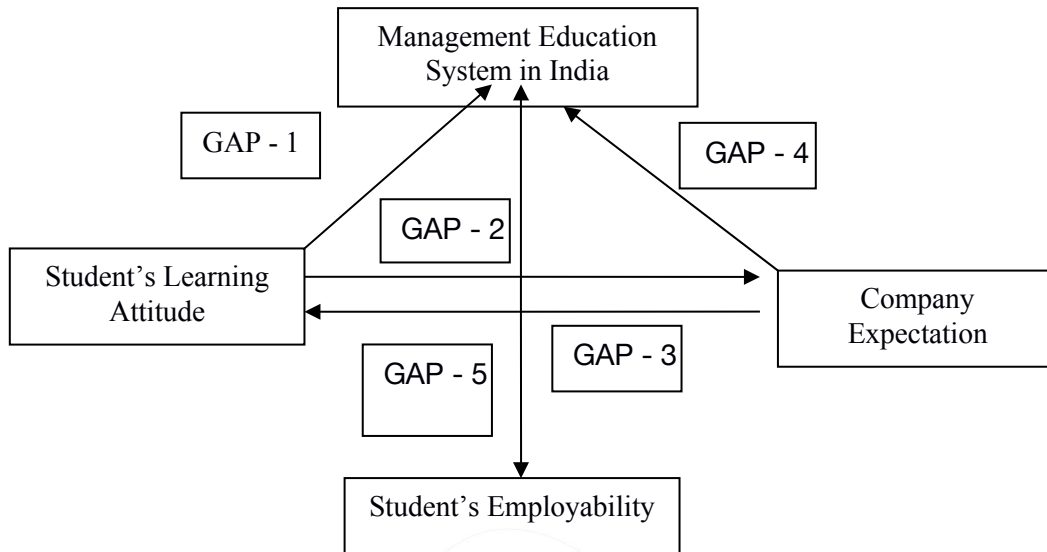 Management Education
System in India
GAP - 1
GAP - 4
GAP - 2
Student’s Learning
Attitude
Company
Expectation
GAP - 3
GAP - 5
Student’s Employability